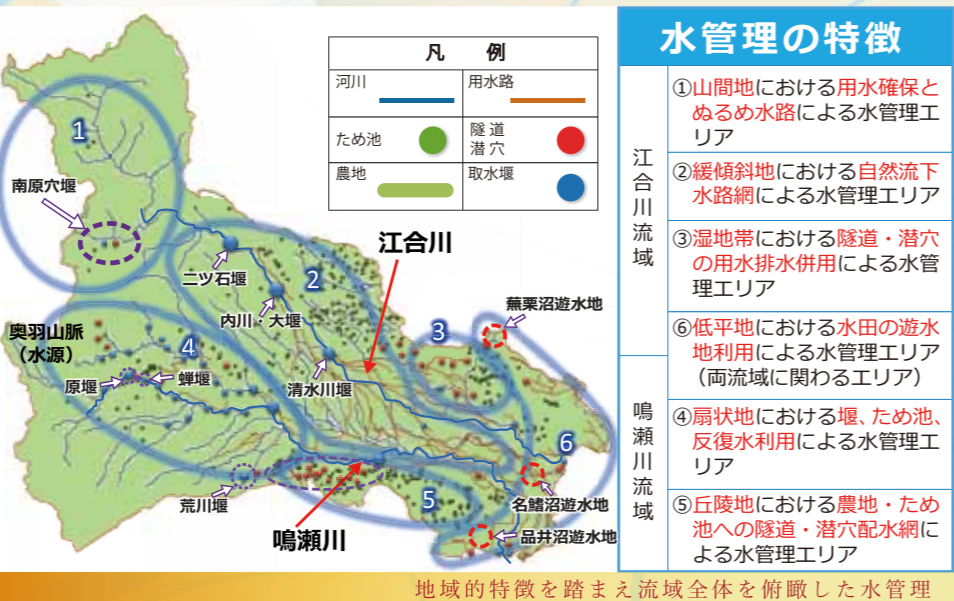 凡 例
河川
用水路
ため池
隧道
潜穴
農地
取水堰
1
南原穴堰
二ツ石堰
内川・大堰
2
江合川
3
蕪栗沼遊水地
奥羽山脈
(水源)
4
原堰
蝉堰
清水川堰
荒川堰
鳴瀬川
5
6
名鰭沼遊水地
品井沼遊水地
水管理の特徴
江合川流域
①山間地における用水確保と
ぬるめ水路による水管理エ
リア
②緩傾斜地における自然流下
水路網による水管理エリア
③湿地帯における隧道・潜穴
の用水排水併用による水管
理エリア
⑥低平地における水田の遊水
地利用による水管理エリア
(両流域に関わるエリア)
鳴瀬川流域
④扇状地における堰、ため池、
反復水利用による水管理エ
リア
⑤丘陵地における農地・ため
池への隧道・潜穴配水網に
よる水管理エリア
地域的特徴を踏まえ流域全体を俯瞰した水管理